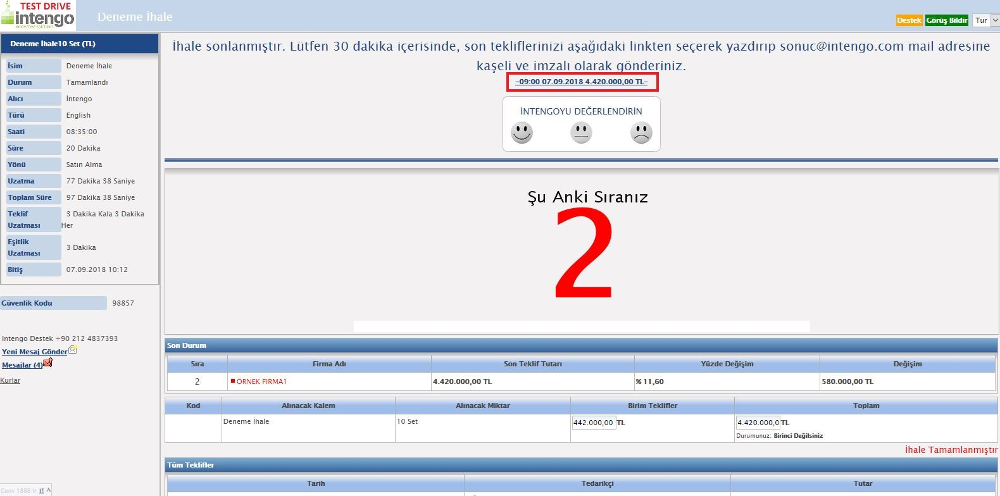 TEST DRIVE
intengo
innovative solutions
Deneme İhale
Destek
Görüş Bildir
Tur
Deneme İhale10 Set (TL)
İsim Deneme İhale
Durum Tamamlandı
Alıcı İntengo
Türü English
Saati 08:35:00
Süre 20 Dakika
Yönü Satın Alma
Uzatma 77 Dakika 38 Saniye
Toplam Süre 97 Dakika 38 Saniye
Teklif Uzatması 3 Dakika Kala 3 Dakika Her
Eşitlik Uzatması 3 Dakika
Bitiş 07.09.2018 10:12
Güvenlik Kodu 98857
Intengo Destek +90 212 4837393
Yeni Mesaj Gönder
Mesajlar (4)
Kurlar
İhale sonlanmıştır. Lütfen 30 dakika içerisinde, son tekliflerinizi aşağıdaki linkten seçerek yazdırıp sonuc@intengo.com mail adresine
kaşeli ve imzalı olarak gönderiniz.
-09:00 07.09.2018 4.420.000,00 TL-
İNTENGOYU DEĞERLENDİRİN
Şu Anki Sıranız
2
Son Durum
Sıra Firma Adı Son Teklif Tutarı Yüzde Değişim Değişim
2 ÖRNEK FIRMA1 4.420.000,00 TL % 11,60 580.000,00 TL
Kod Alınacak Kalem Alınacak Miktar Birim Teklifler Toplam
Deneme İhale 10 Set 442.000,00 TL 4.420.000,0 TL
Durumunuz: Birinci Değilsiniz
İhale Tamamlanmıştır
Tüm Teklifler
Tarih Tedarikçi Tutar
Conv 1886 Ir i! ^